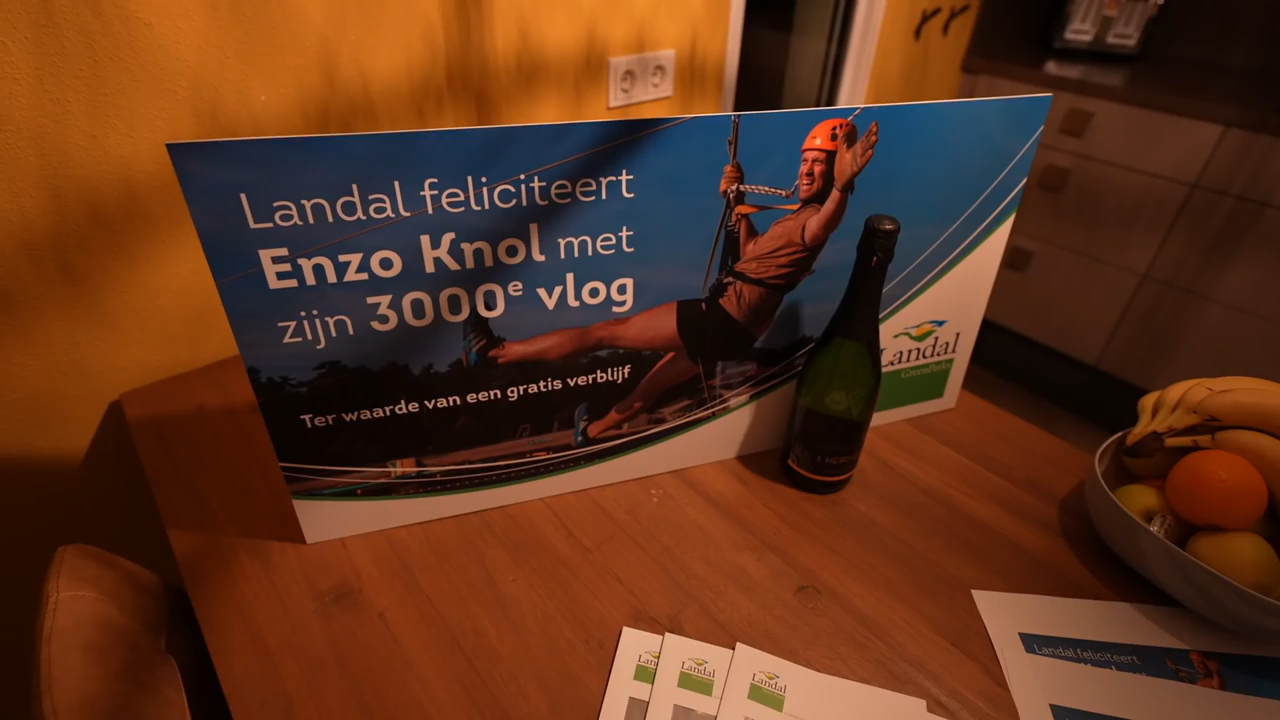 Landal feliciteert
Enzo Knol met
zijn 3000e vlog
Ter waarde van een gratis verblijf
Landal
GreenParks
Landal
Landal
Landal
Landal feliciteert